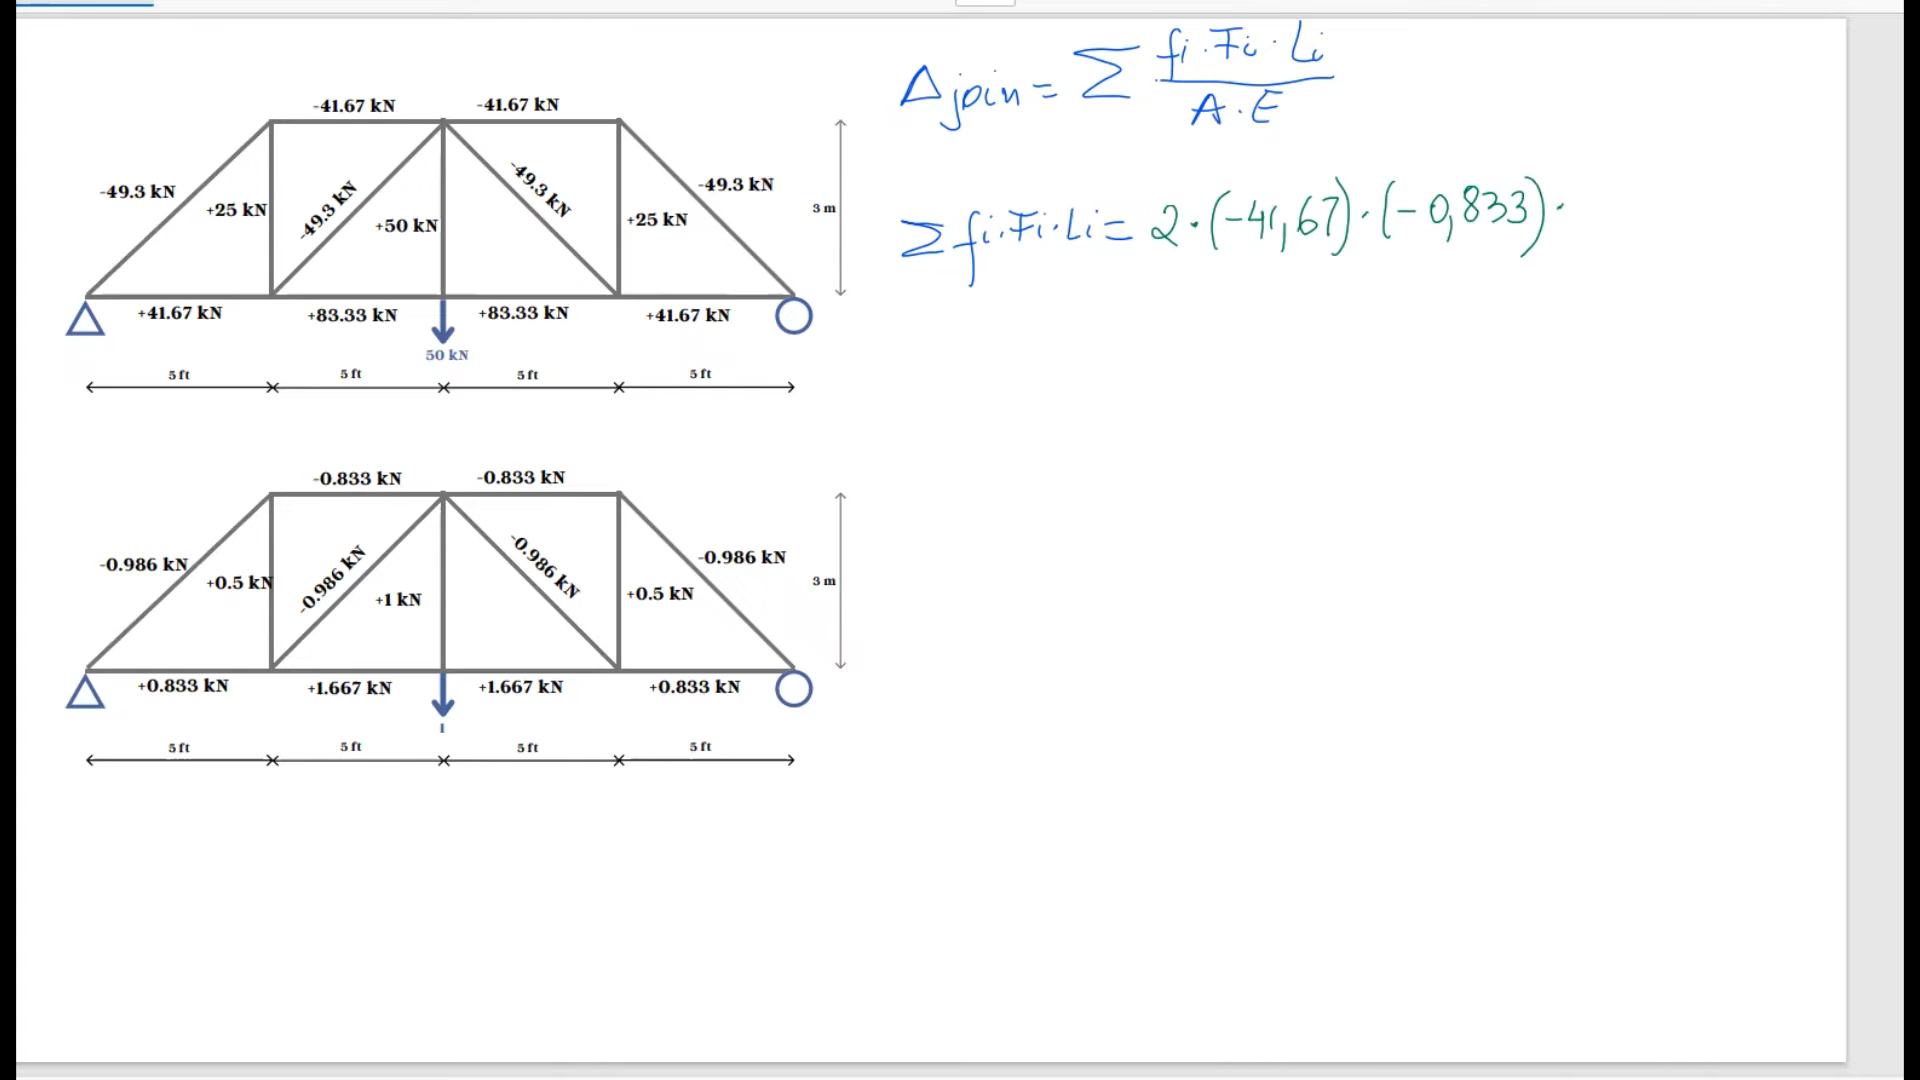 -41.67 kN -41.67 kN
-49.3 kN +25 kN -49.3 kN +50 kN -49.3 kN +25 kN -49.3 kN 3 m
+41.67 kN +83.33 kN +83.33 kN +41.67 kN
50 kN
5 ft 5 ft 5 ft 5 ft
-0.833 kN -0.833 kN
-0.986 kN +0.5 kN -0.986 kN +1 kN -0.986 kN +0.5 kN -0.986 kN 3 m
+0.833 kN +1.667 kN +1.667 kN +0.833 kN
1
5 ft 5 ft 5 ft 5 ft
Δjoin = Σ fi·Fi·Li / A·E
Σfi·Fi·Li = 2·(-41,67)·(-0,833)·